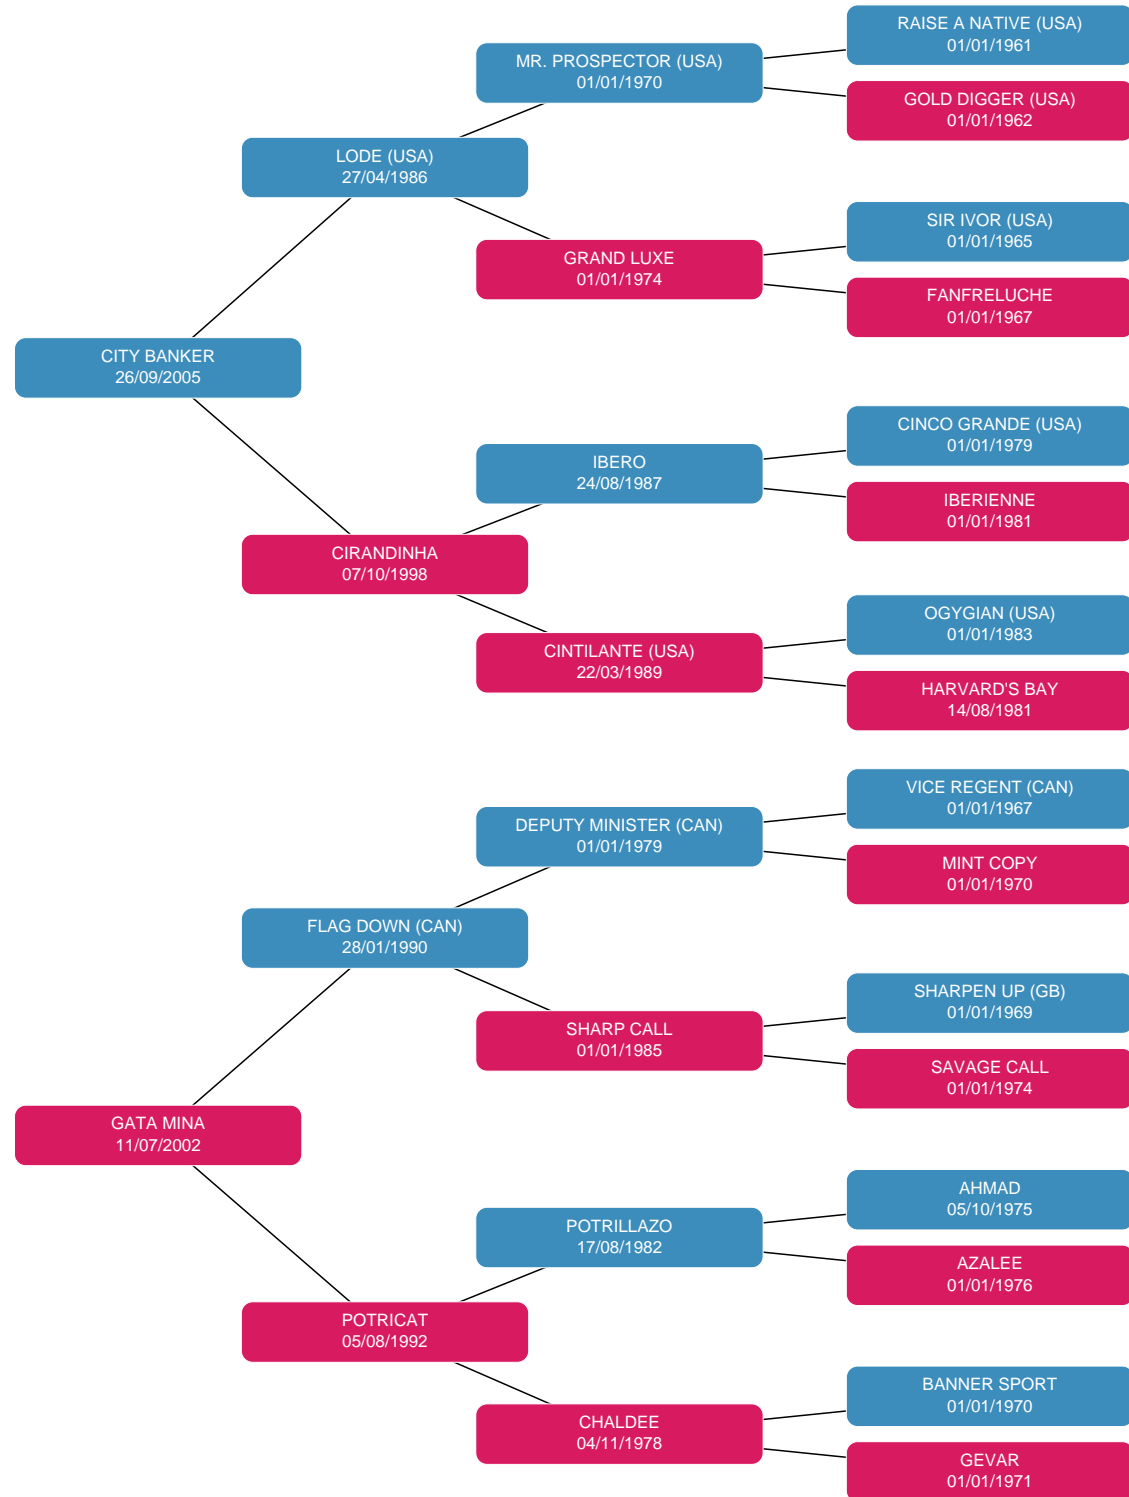 RAISE A NATIVE (USA)
01/01/1961
MR. PROSPECTOR (USA)
01/01/1970
GOLD DIGGER (USA)
01/01/1962
LODE (USA)
27/04/1986
SIR IVOR (USA)
01/01/1965
GRAND LUXE
01/01/1974
FANFRELUCHE
01/01/1967
CITY BANKER
26/09/2005
CINCO GRANDE (USA)
01/01/1979
IBERO
24/08/1987
IBERIENNE
01/01/1981
CIRANDINHA
07/10/1998
OGYGIAN (USA)
01/01/1983
CINTILANTE (USA)
22/03/1989
HARVARD'S BAY
14/08/1981
VICE REGENT (CAN)
01/01/1967
DEPUTY MINISTER (CAN)
01/01/1979
MINT COPY
01/01/1970
FLAG DOWN (CAN)
28/01/1990
SHARPEN UP (GB)
01/01/1969
SHARP CALL
01/01/1985
SAVAGE CALL
01/01/1974
GATA MINA
11/07/2002
AHMAD
05/10/1975
POTRILLAZO
17/08/1982
AZALEE
01/01/1976
POTRICAT
05/08/1992
BANNER SPORT
01/01/1970
CHALDEE
04/11/1978
GEVAR
01/01/1971